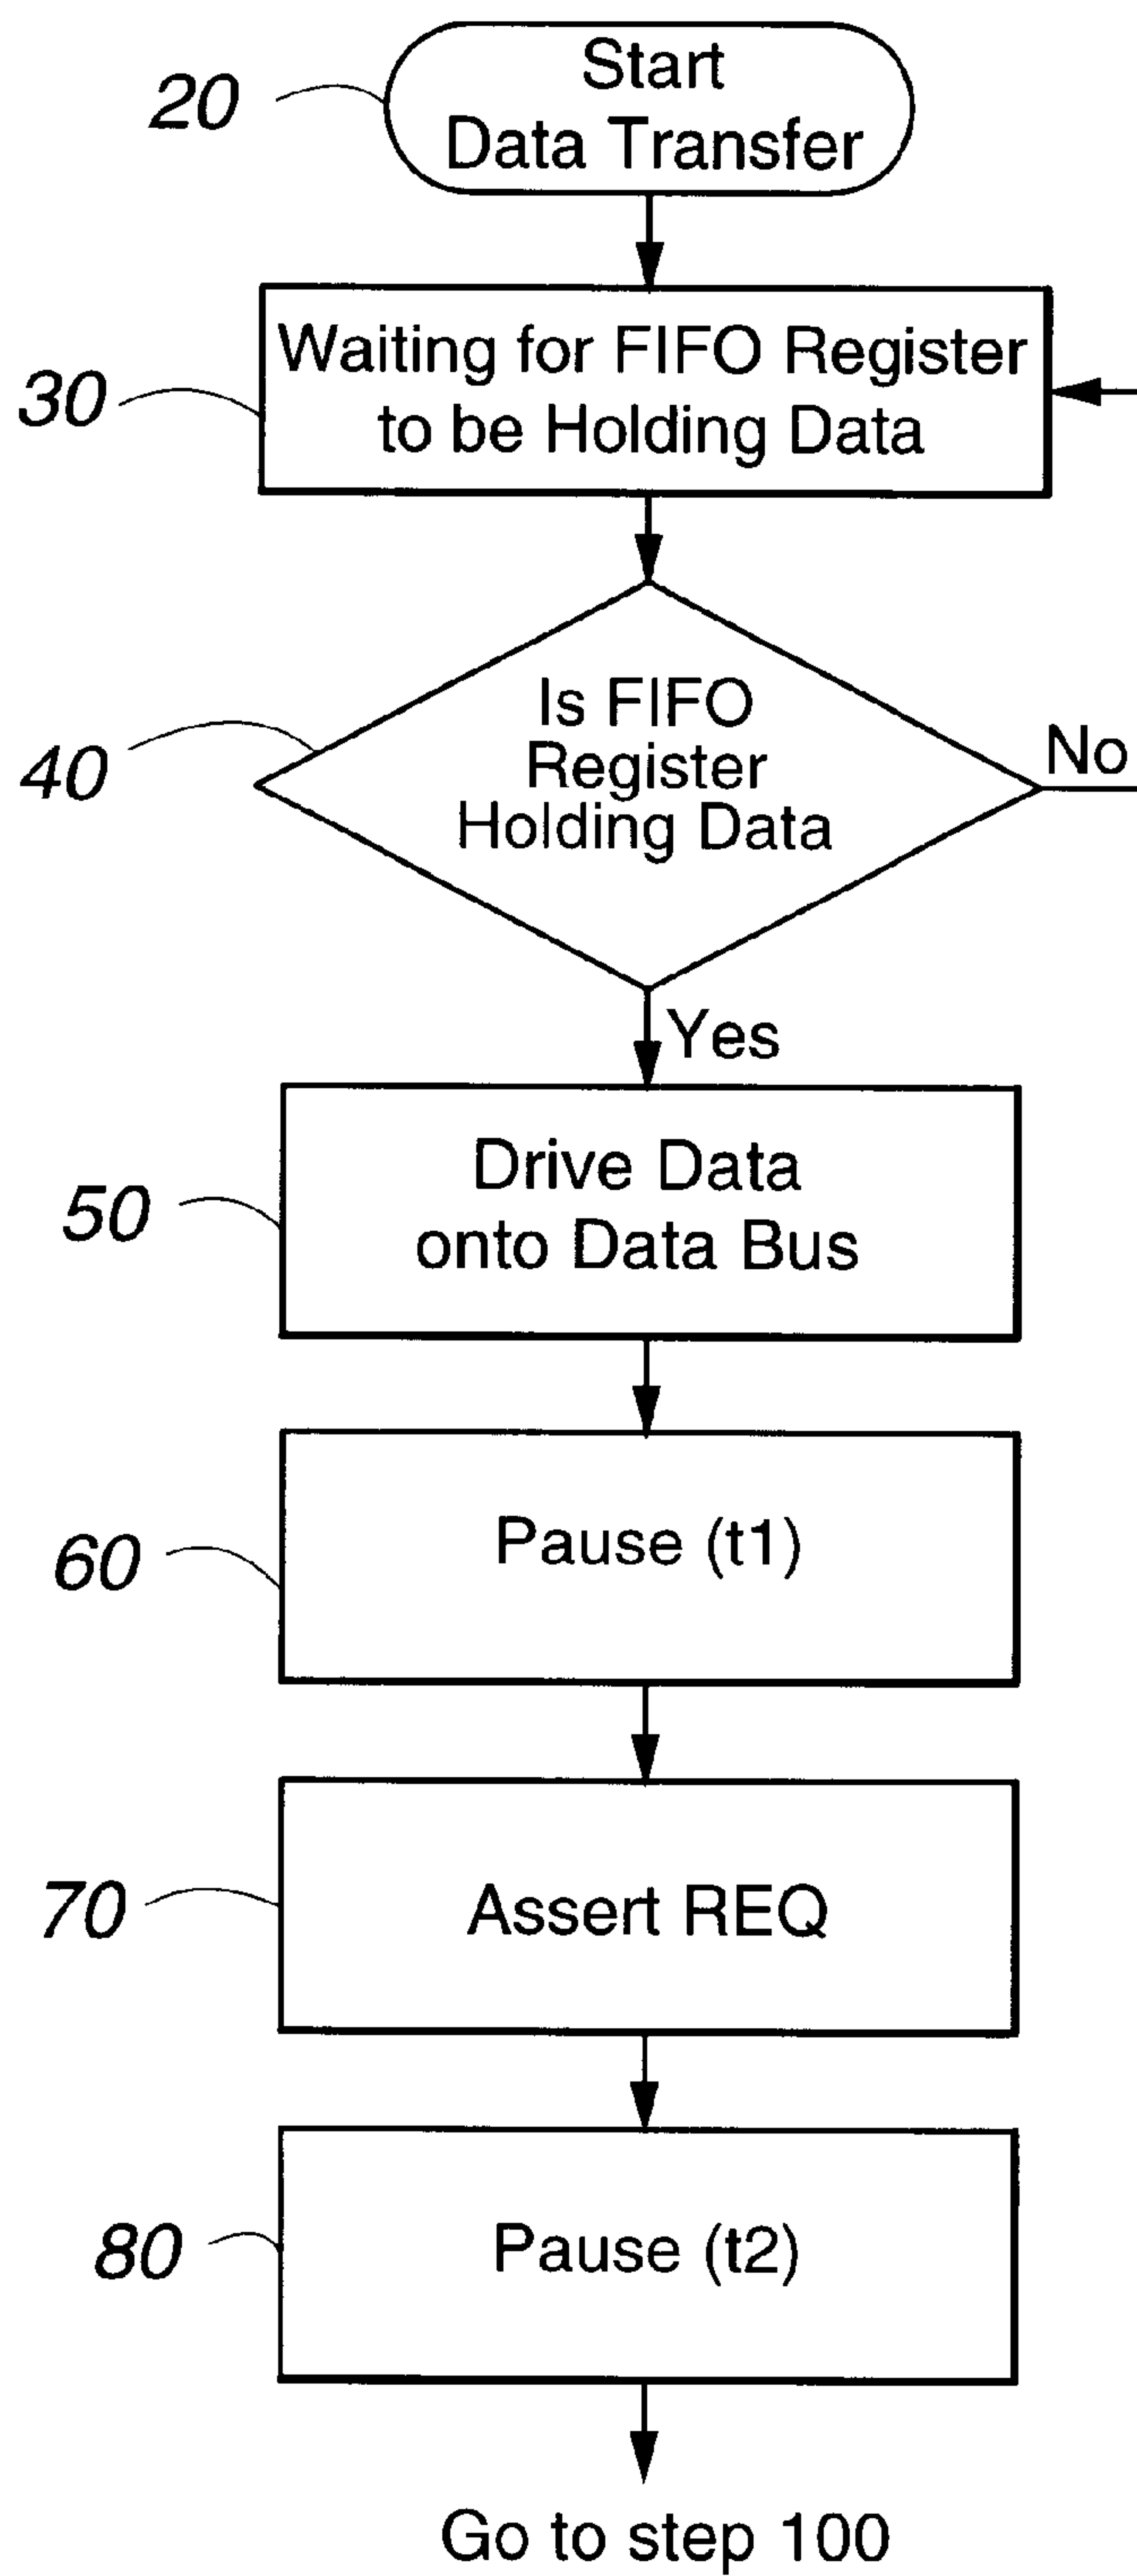 20
Start
Data Transfer
30
Waiting for FIFO Register
to be Holding Data
40
Is FIFO
Register
Holding Data
No
Yes
50
Drive Data
onto Data Bus
60
Pause (t1)
70
Assert REQ
80
Pause (t2)
Go to step 100